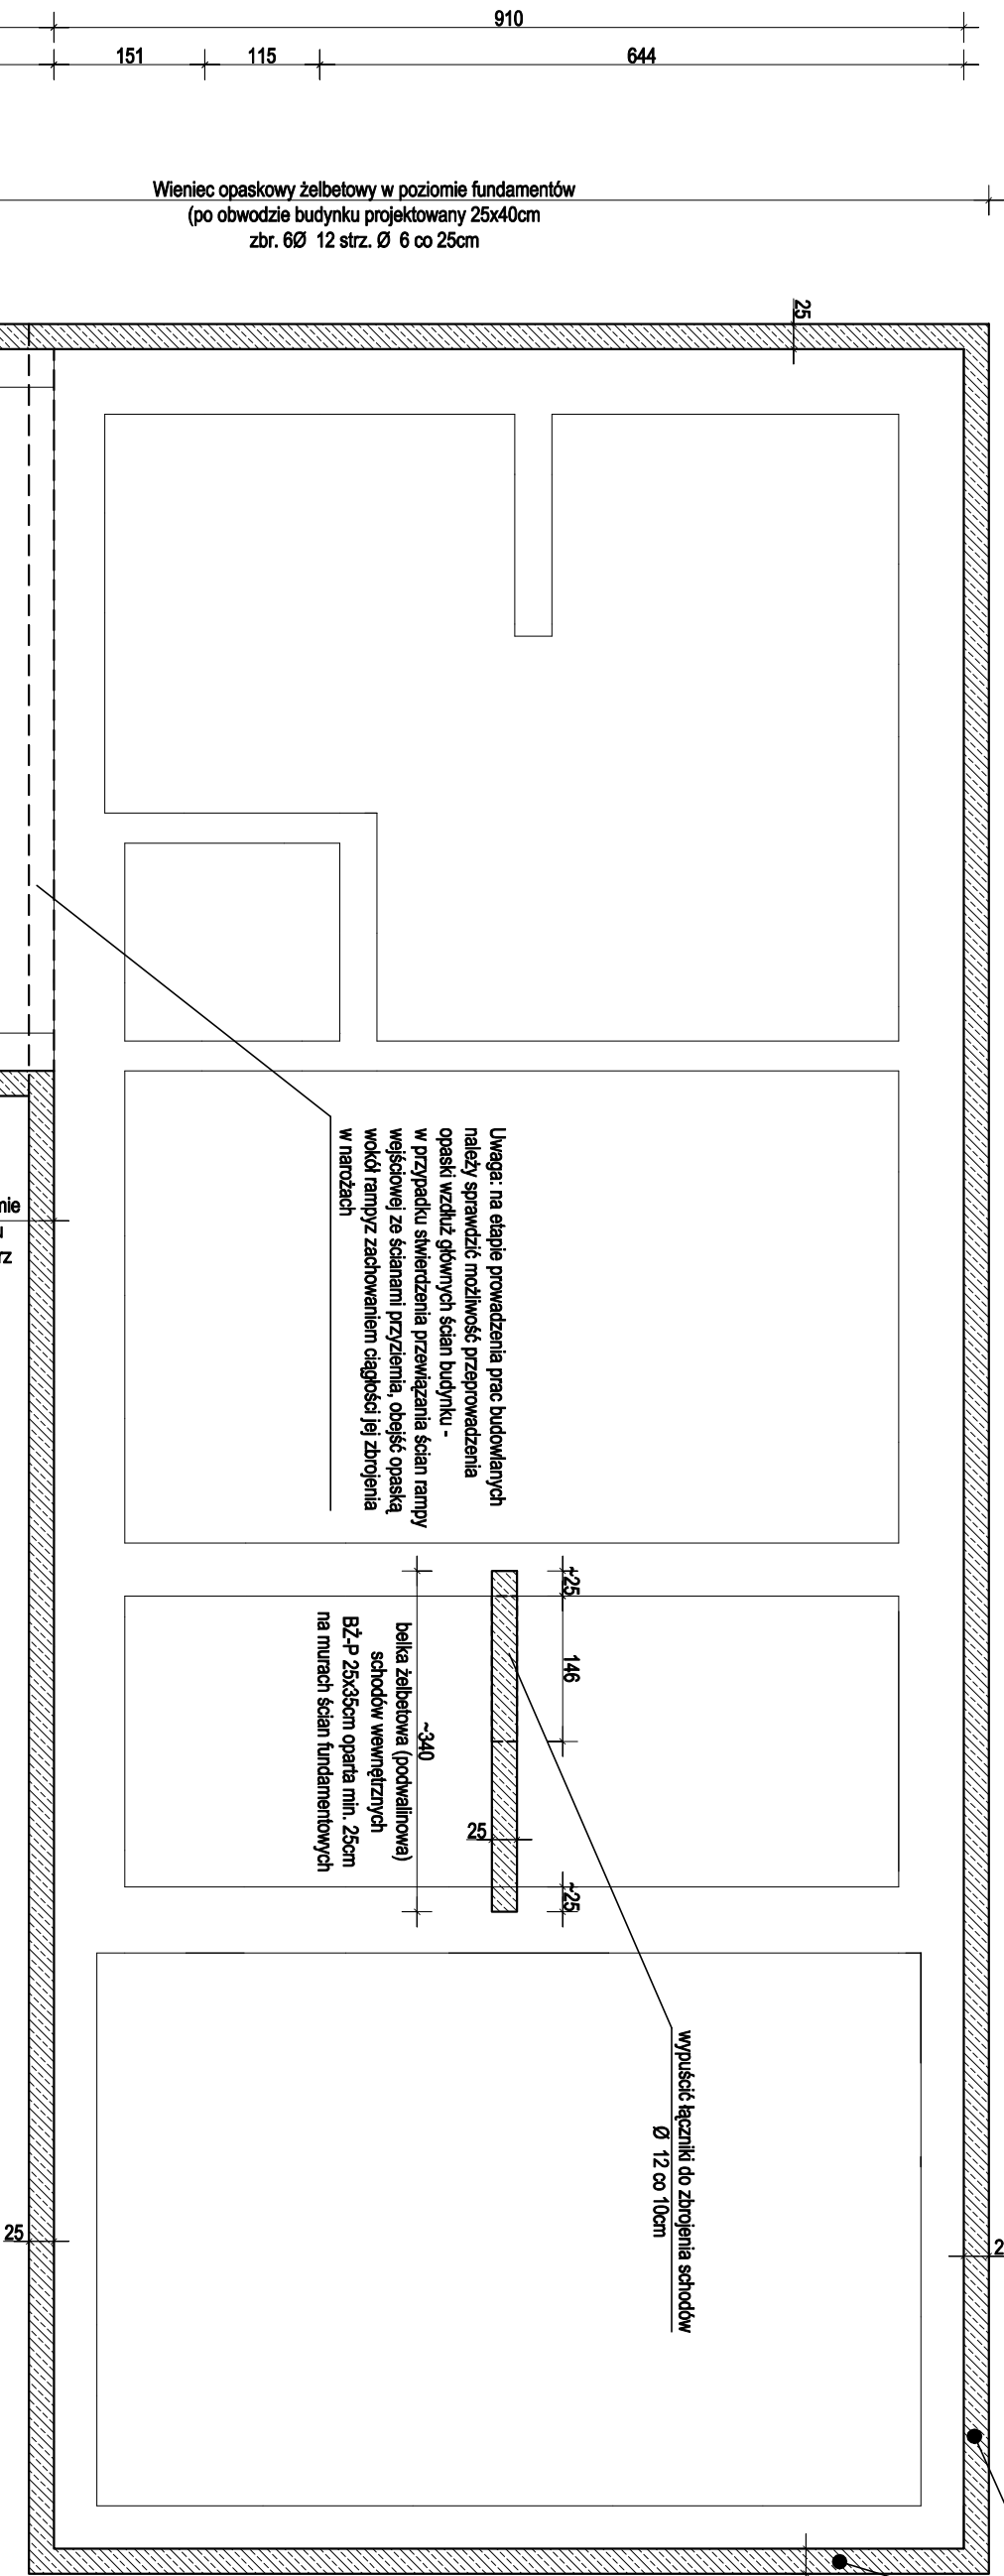 910
151
115
644
Wieniec opaskowy żelbetowy w poziomie fundamentów
(po obwodzie budynku projektowany 25x40cm
zbr. 6Ø 12 strz. Ø 6 co 25cm
25
Uwaga: na etapie prowadzenia prac budowlanych
należy sprawdzić możliwość przeprowadzenia
opaski wzdłuż głównych ścian budynku -
w przypadku stwierdzenia przewiązania ścian rampy
wejściowej ze ścianami przyziemia, obejść opaską
wokół rampyz zachowaniem ciągłości jej zbrojenia
w narożach
~25
146
~340
25
~25
belka żelbetowa (podwalinowa)
schodów wewnętrznych
BŻ-P 25x35cm oparta min. 25cm
na murach ścian fundamentowych
wypuścić łączniki do zbrojenia schodów
Ø 12 co 10cm
25
2